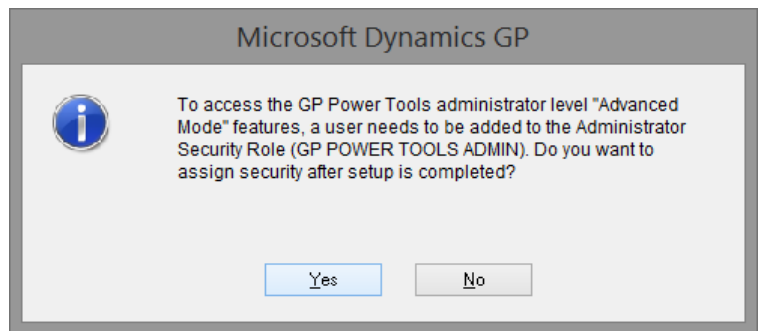 Microsoft Dynamics GP
To access the GP Power Tools administrator level "Advanced
Mode" features, a user needs to be added to the Administrator
Security Role (GP POWER TOOLS ADMIN). Do you want to
assign security after setup is completed?
Yes
No